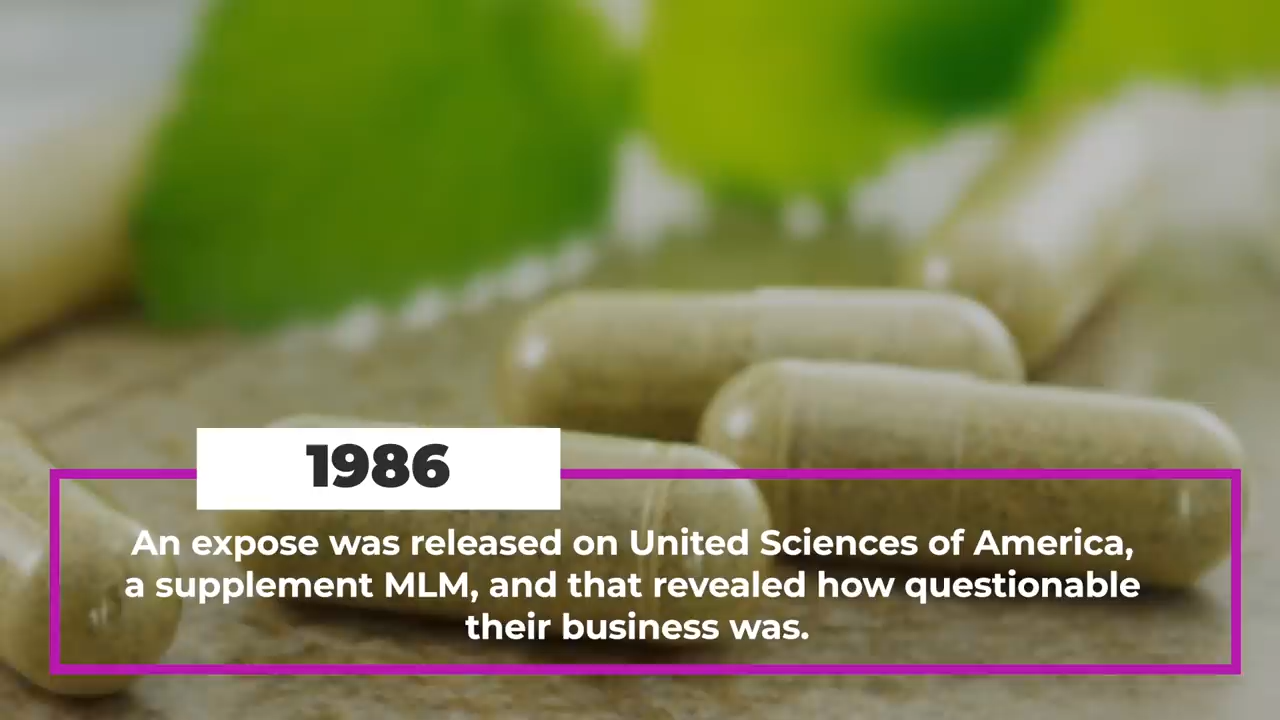 1986
An expose was released on United Sciences of America,
a supplement MLM, and that revealed how questionable
their business was.